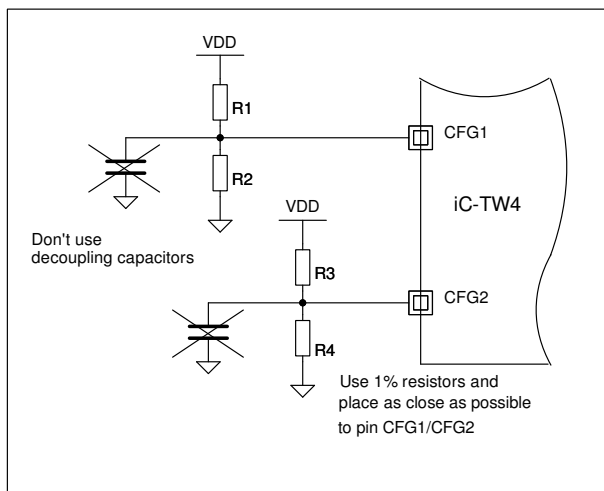 VDD
R1
CFG1
R2
iC-TW4
VDD
Don't use
decoupling capacitors
R3
CFG2
R4
Use 1% resistors and
place as close as possible
to pin CFG1/CFG2